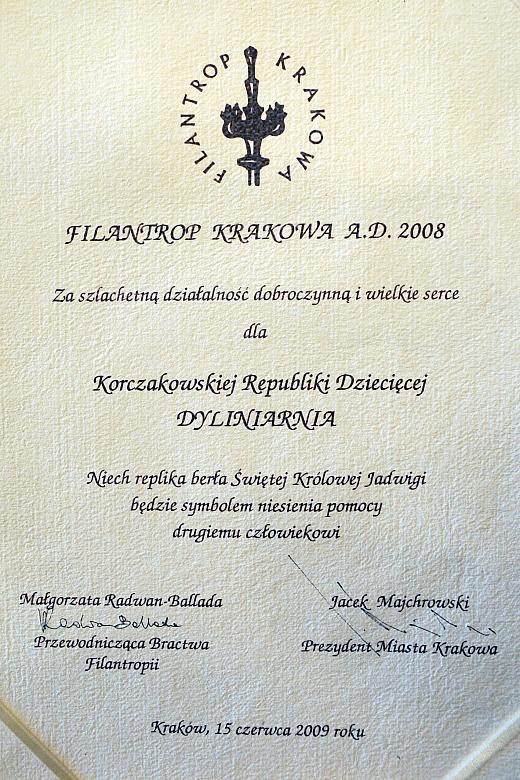 FILANTROP KRAKOWA
FILANTROP KRAKOWA A.D. 2008
Za szlachetną działalność dobroczynną i wielkie serce
dla
Korczakowskiej Republiki Dziecięcej
DYLINIARNIA
Niech replika berła Świętej Królowej Jadwigi
będzie symbolem niesienia pomocy
drugiemu człowiekowi
Małgorzata Radwan-Ballada
Radwan Ballada
Przewodnicząca Bractwa
Filantropii
Jacek Majchrowski
Prezydent Miasta Krakowa
Kraków, 15 czerwca 2009 roku